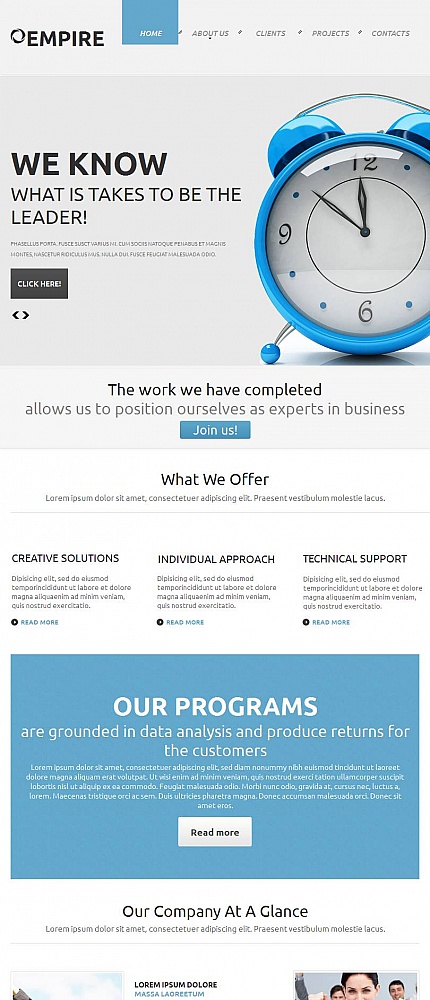 EMPIRE
HOME
ABOUT US
CLIENTS
PROJECTS
CONTACTS
WE KNOW
WHAT IS TAKES TO BE THE
LEADER!
PHASELLUS PORTA. FUSCE SUSCT VARIUS MI. CUM SOCIIS NATOQUE PENABUS ET MAGNIS
MONTES, NASCETUR RIDICULUS MUS. NULLA DUI. FUSCE FEUGIAT MALESUADA ODIO.
CLICK HERE!
12
9
6
The work we have completed
allows us to position ourselves as experts in business
Join us!
What We Offer
Lorem ipsum dolor sit amet, consectetuer adipiscing elit. Praesent vestibulum molestie lacus.
CREATIVE SOLUTIONS
Dipisicing elit, sed do eiusmod
temporincididunt ut labore et dolore
magna aliquaenim ad minim veniam,
quis nostrud exercitatio.
READ MORE
INDIVIDUAL APPROACH
Dipisicing elit, sed do eiusmod
temporincididunt ut labore et dolore
magna aliquaenim ad minim veniam,
quis nostrud exercitatio.
READ MORE
TECHNICAL SUPPORT
Dipisicing elit, sed do eiusmod
temporincididunt ut labore et dolore
magna aliquaenim ad minim veniam,
quis nostrud exercitatio.
READ MORE
OUR PROGRAMS
are grounded in data analysis and produce returns for
the customers
Lorem ipsum dolor sit amet, consectetuer adipiscing elit, sed diam nonummy nibh euismod tincidunt ut laoreet
dolore magna aliquam erat volutpat. Ut wisi enim ad minim veniam, quis nostrud exerci tation ullamcorper suscipit
lobortis nisl ut aliquip ex ea commodo. Feugiat malesuada odio. Morbi nunc odio, gravida at, cursus nec, luctus a,
lorem. Maecenas tristique orci ac sem. Duis ultricies pharetra magna. Donec accumsan malesuada orci. Donec sit
amet eros.
Read more
Our Company At A Glance
Lorem ipsum dolor sit amet, consectetuer adipiscing elit. Praesent vestibulum molestie lacus.
LOREM IPSUM DOLORE
MASSA LAOREETUM